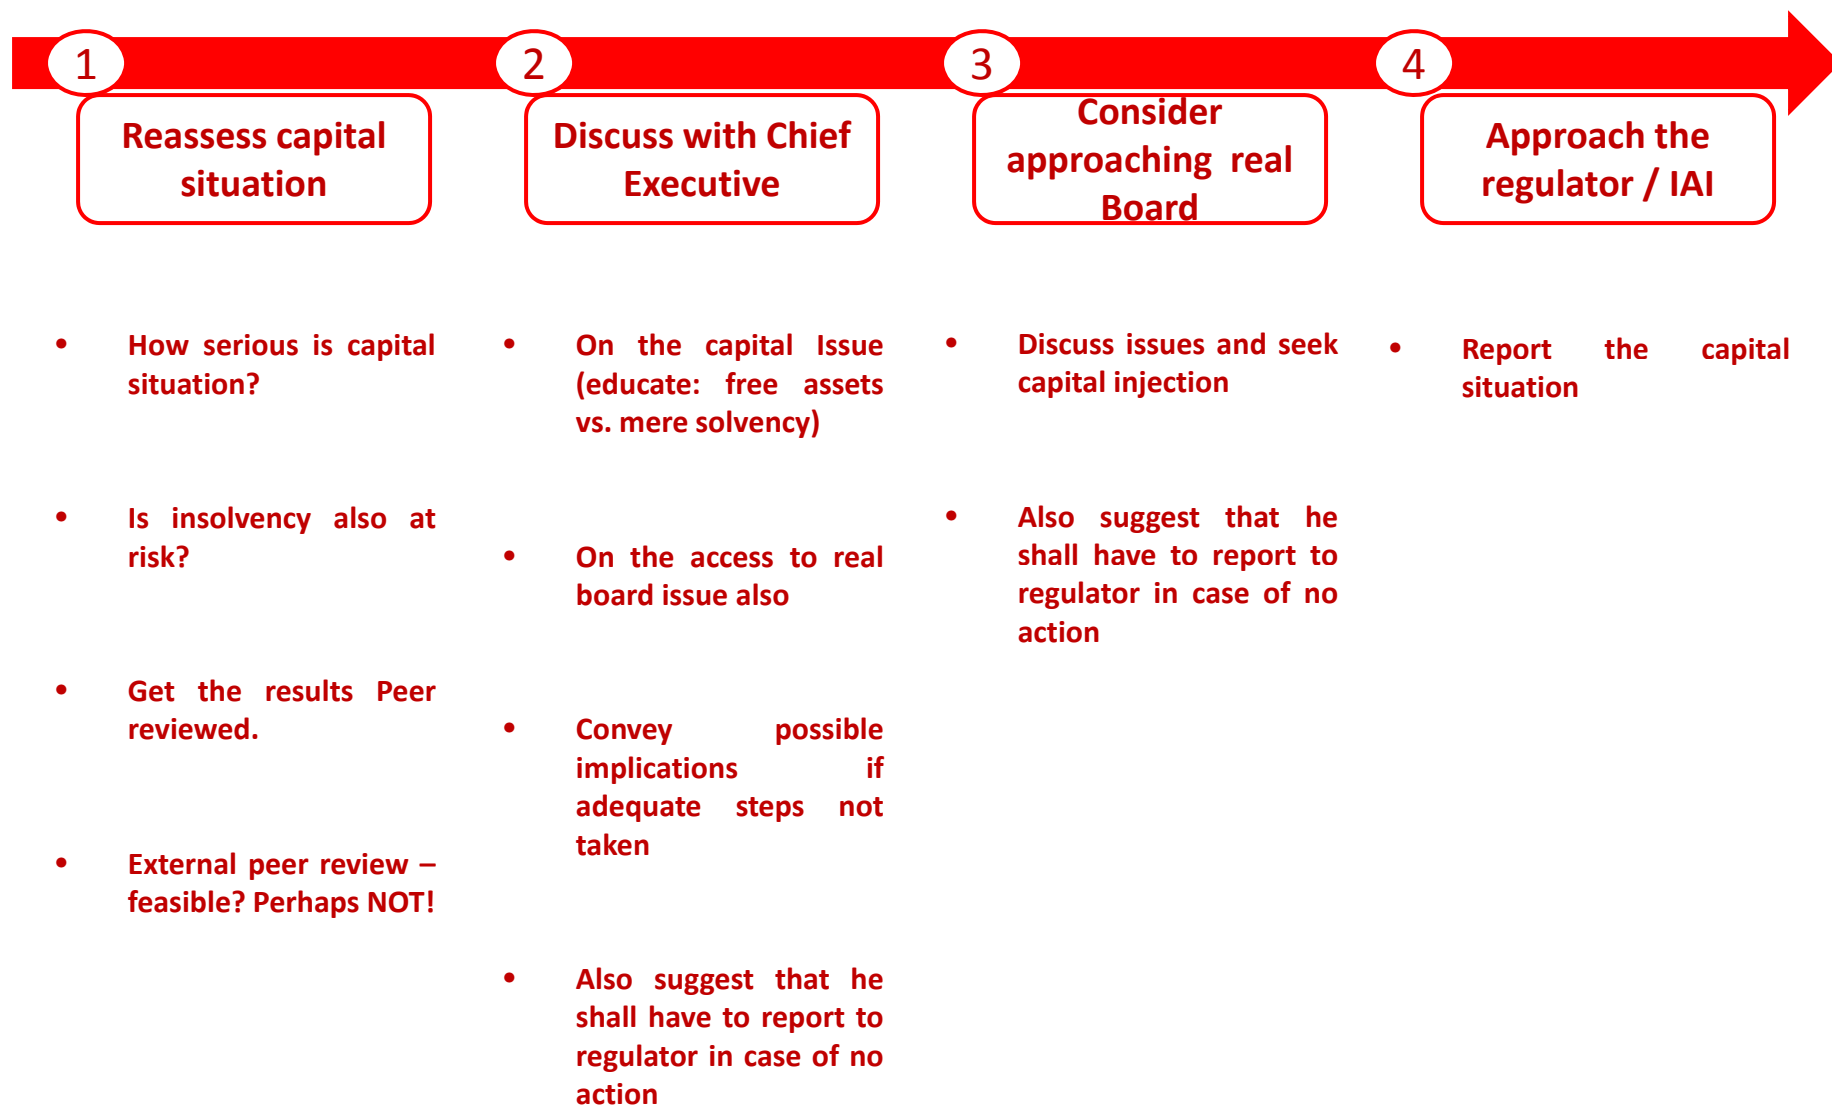 1
Reassess capital
situation
• How serious is capital
situation?
• Is insolvency also at
risk?
• Get the results Peer
reviewed.
• External peer review –
feasible? Perhaps NOT!
2
Discuss with Chief
Executive
• On the capital Issue
(educate: free assets
vs. mere solvency)
• On the access to real
board issue also
• Convey possible
implications if
adequate steps not
taken
• Also suggest that he
shall have to report to
regulator in case of no
action
3
Consider
approaching real
Board
• Discuss issues and seek
capital injection
• Also suggest that he
shall have to report to
regulator in case of no
action
4
Approach the
regulator / IAI
• Report the capital
situation